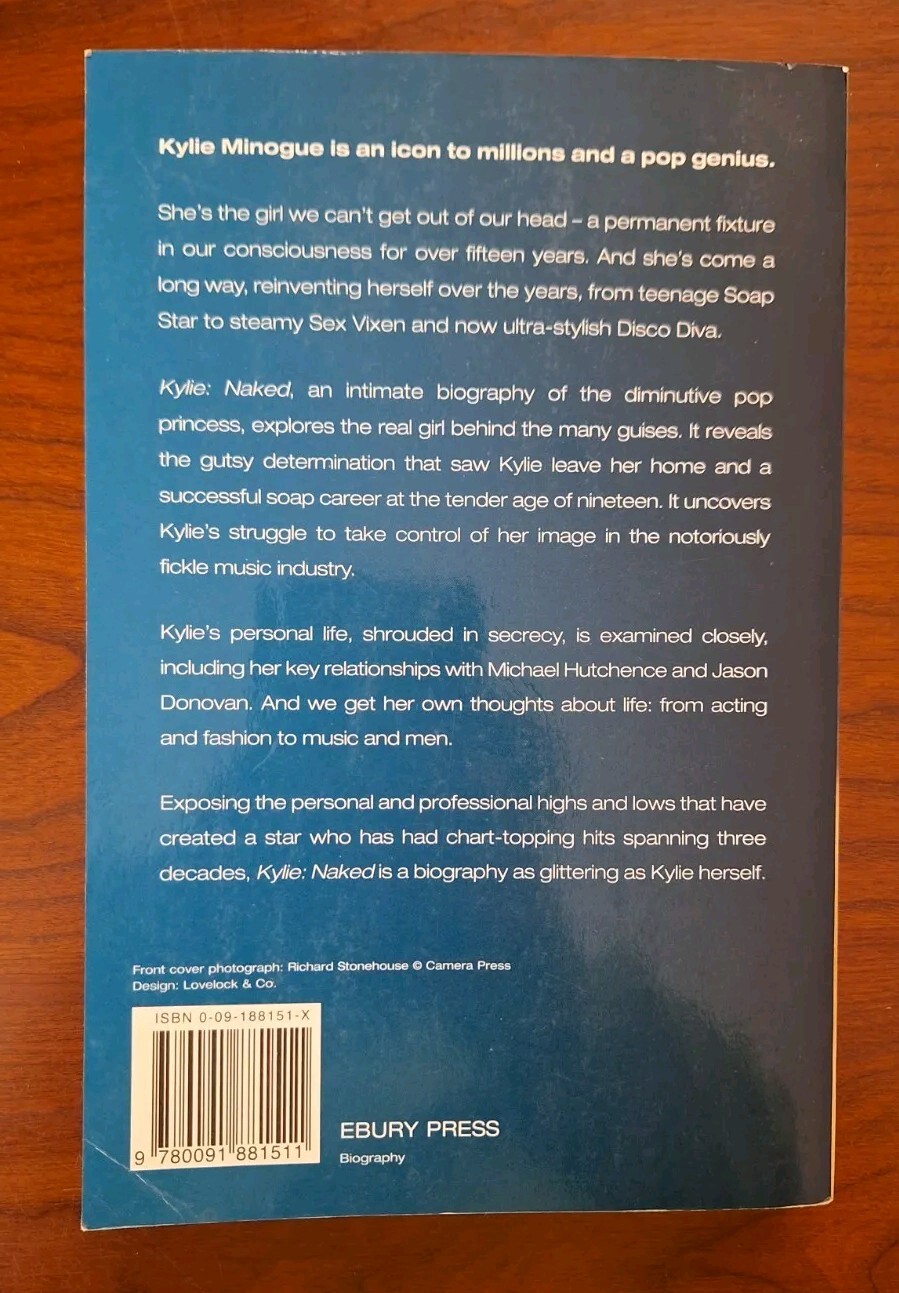 Kylie Minogue is an icon to millions and a pop genius.
She's the girl we can't get out of our head – a permanent fixture
in our consciousness for over fifteen years. And she's come a
long way, reinventing herself over the years, from teenage Soap
Star to steamy Sex Vixen and now ultra-stylish Disco Diva.
Kylie: Naked, an intimate biography of the diminutive pop
princess, explores the real girl behind the many guises. It reveals
the gutsy determination that saw Kylie leave her home and a
successful soap career at the tender age of nineteen. It uncovers
Kylie's struggle to take control of her image in the notoriously
fickle music industry.
Kylie's personal life, shrouded in secrecy, is examined closely,
including her key relationships with Michael Hutchence and Jason
Donovan. And we get her own thoughts about life: from acting
and fashion to music and men.
Exposing the personal and professional highs and lows that have
created a star who has had chart-topping hits spanning three
decades, Kylie: Naked is a biography as glittering as Kylie herself.
Front cover photograph: Richard Stonehouse © Camera Press
Design: Lovelock & Co.
ISBN 0-09-188151-X
9 780091 881511
EBURY PRESS
Biography